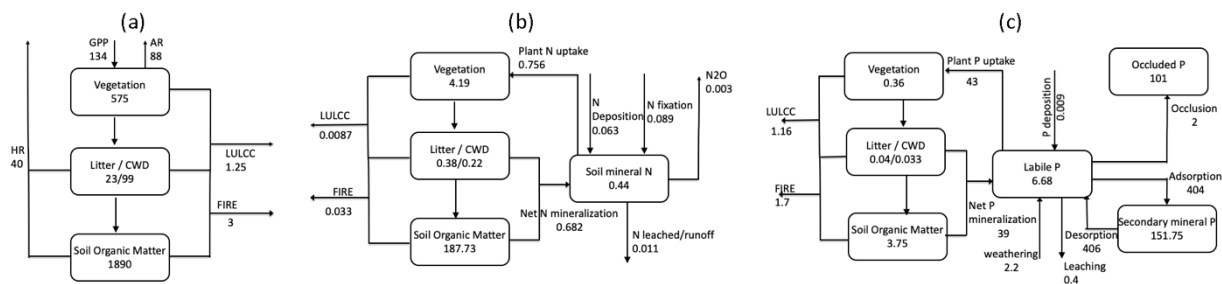 (a)
GPP
134
AR
88
Vegetation
575
HR
40
Litter / CWD
23/99
LULCC
1.25
FIRE
3
Soil Organic Matter
1890
(b)
Plant N uptake
0.756
Vegetation
4.19
N
Deposition
0.063
N fixation
0.089
N2O
0.003
LULCC
0.0087
Litter / CWD
0.38/0.22
Soil mineral N
0.44
FIRE
0.033
Net N mineralization
0.682
Soil Organic Matter
187.73
N leached/runoff
0.011
(c)
Plant P uptake
43
Vegetation
0.36
P deposition
0.009
Occluded P
101
Occlusion
2
LULCC
1.16
Litter / CWD
0.04/0.033
Labile P
6.68
Adsorption
404
FIRE
1.7
Net P
mineralization
39
Soil Organic Matter
3.75
Secondary mineral P
151.75
Desorption
406
weathering
2.2
Leaching
0.4